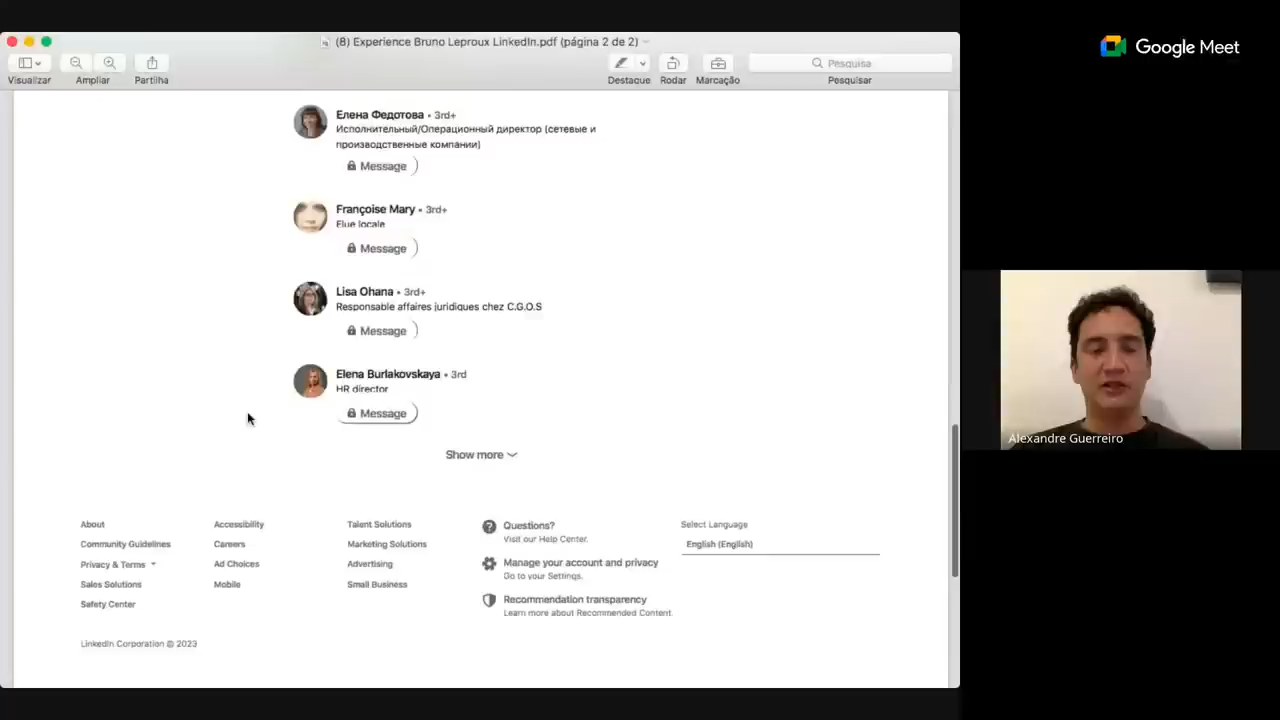 (8) Experience Bruno Leproux LinkedIn.pdf (página 2 de 2)
Visualizar
Ampliar
Partilha
Destaque
Rodar
Marcação
Pesquisa
Pesquisar
Google Meet
Елена Федотова • 3rd+
Исполнительный/Операционный директор (сетевые и
производственные компании)
Message
Françoise Mary • 3rd+
Elue locale
Message
Lisa Ohana • 3rd+
Responsable affaires juridiques chez C.G.O.S
Message
Elena Burlakovskaya • 3rd
HR director
Message
Show more
About
Community Guidelines
Privacy & Terms
Sales Solutions
Safety Center
Accessibility
Careers
Ad Choices
Mobile
Talent Solutions
Marketing Solutions
Advertising
Small Business
Questions?
Visit our Help Center.
Manage your account and privacy
Go to your Settings.
Recommendation transparency
Learn more about Recommended Content.
Select Language
English (English)
LinkedIn Corporation © 2023
Alexandre Guerreiro